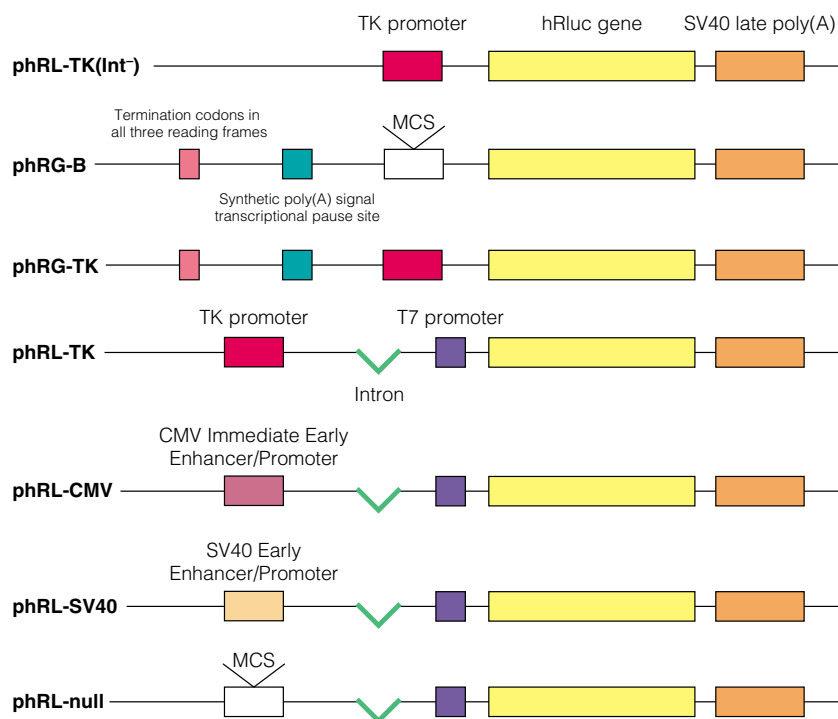 TK promoter hRluc gene SV40 late poly(A)
phRL-TK(Int⁻)
Termination codons in
all three reading frames
MCS
phRG-B
Synthetic poly(A) signal
transcriptional pause site
phRG-TK
TK promoter T7 promoter
phRL-TK
Intron
CMV Immediate Early
Enhancer/Promoter
phRL-CMV
SV40 Early
Enhancer/Promoter
phRL-SV40
MCS
phRL-null